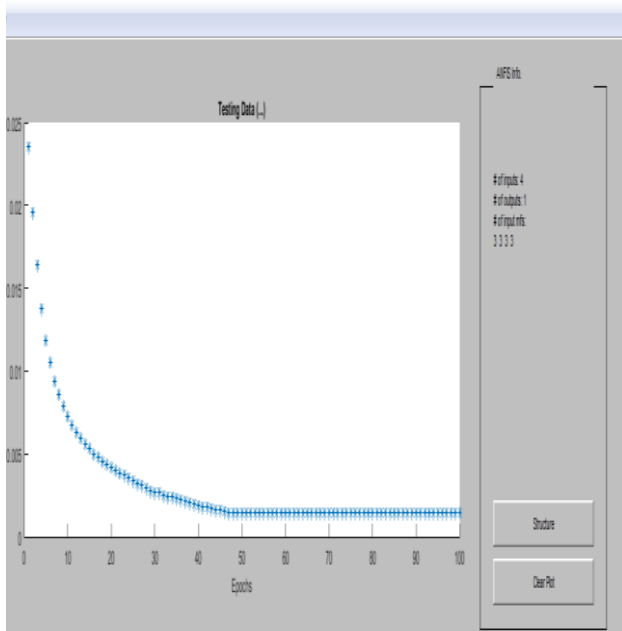 ANFIS Info.
Testing Data (...)
0.025
0.02
0.015
0.01
0.005
0
0 10 20 30 40 50 60 70 80 90 100
Epochs
# of inputs: 4
# of outputs: 1
# of input mfs:
3 3 3 3
Structure
Clear Plot